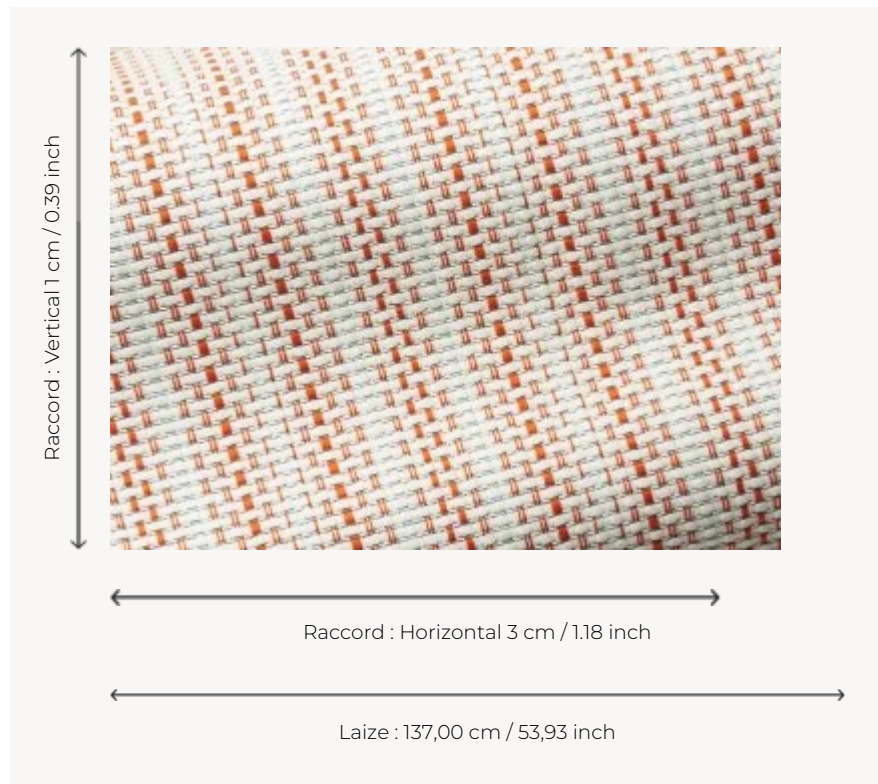 Raccord : Vertical 1 cm / 0.39 inch
Raccord : Horizontal 3 cm / 1.18 inch
Laize : 137,00 cm / 53,93 inch